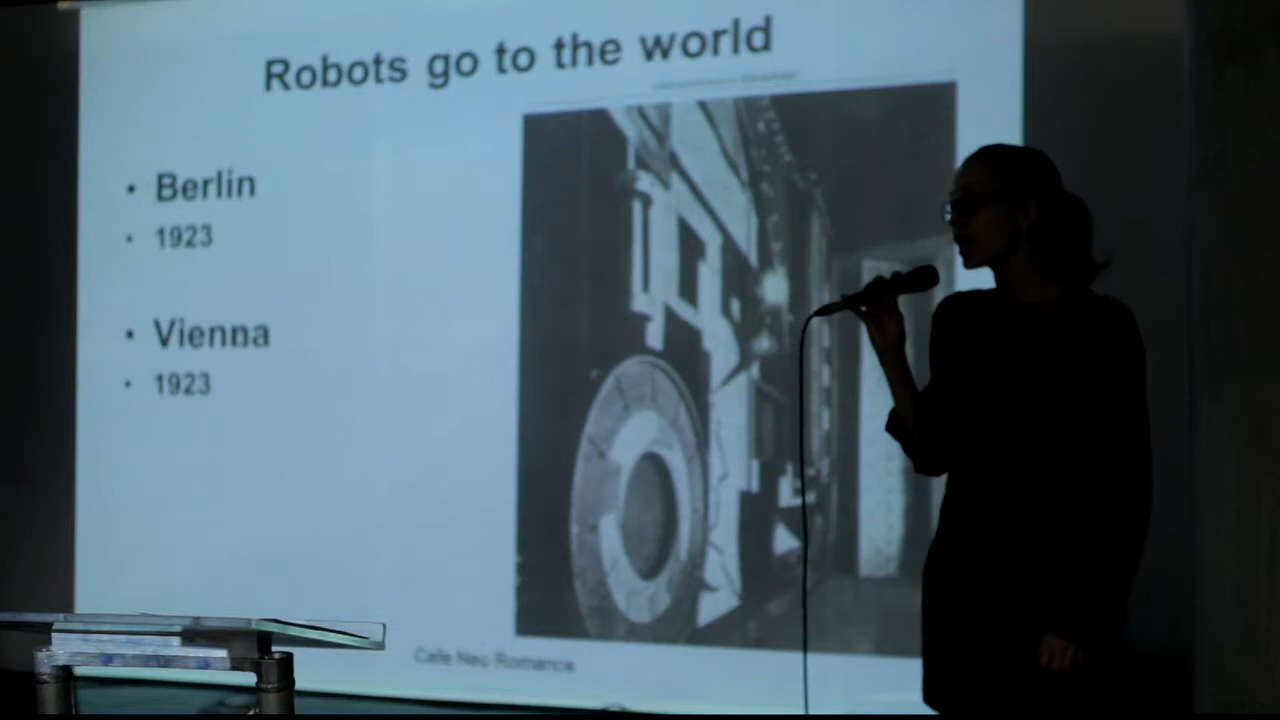 Robots go to the world
• Berlin
• 1923
• Vienna
• 1923
Cafe Neu Romance